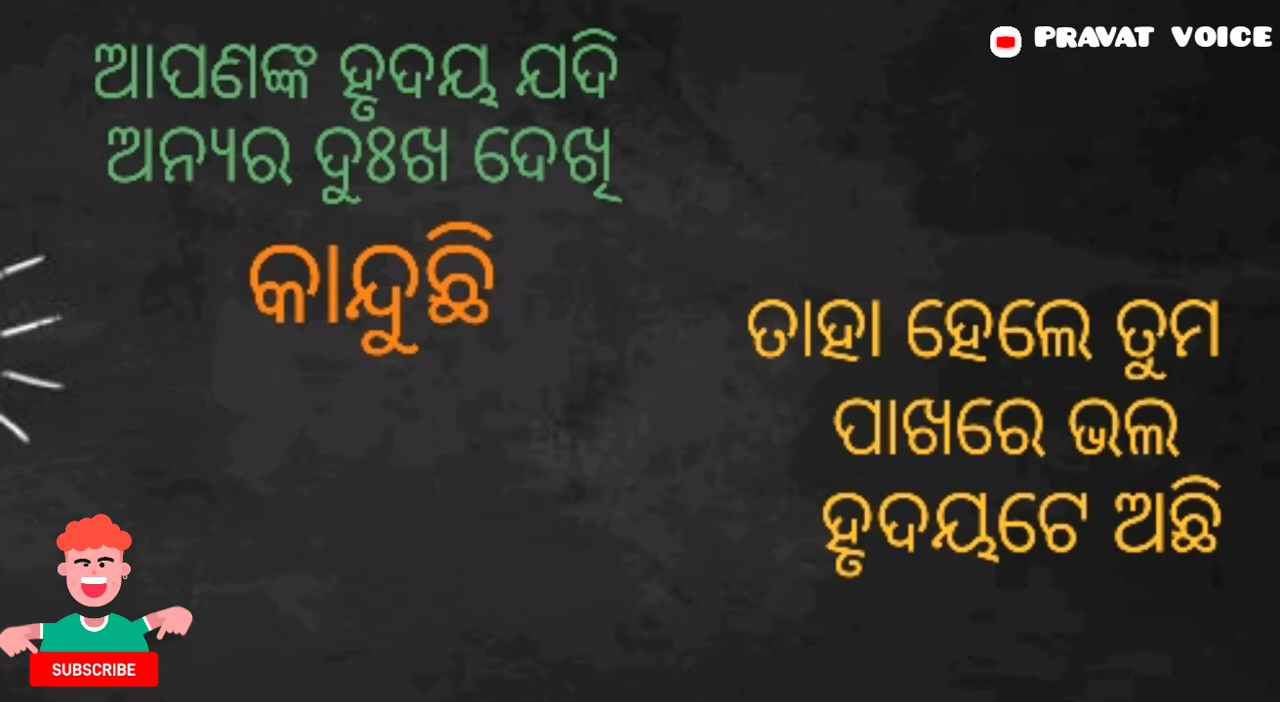 PRAVAT VOICE
ଆପଣଙ୍କ ହୃଦୟ ଯଦି
ଅନ୍ୟର ଦୁଃଖ ଦେଖି
କାନ୍ଦୁଛି
ତାହା ହେଲେ ତୁମ
ପାଖରେ ଭଲ
ହୃଦୟଟେ ଅଛି
SUBSCRIBE